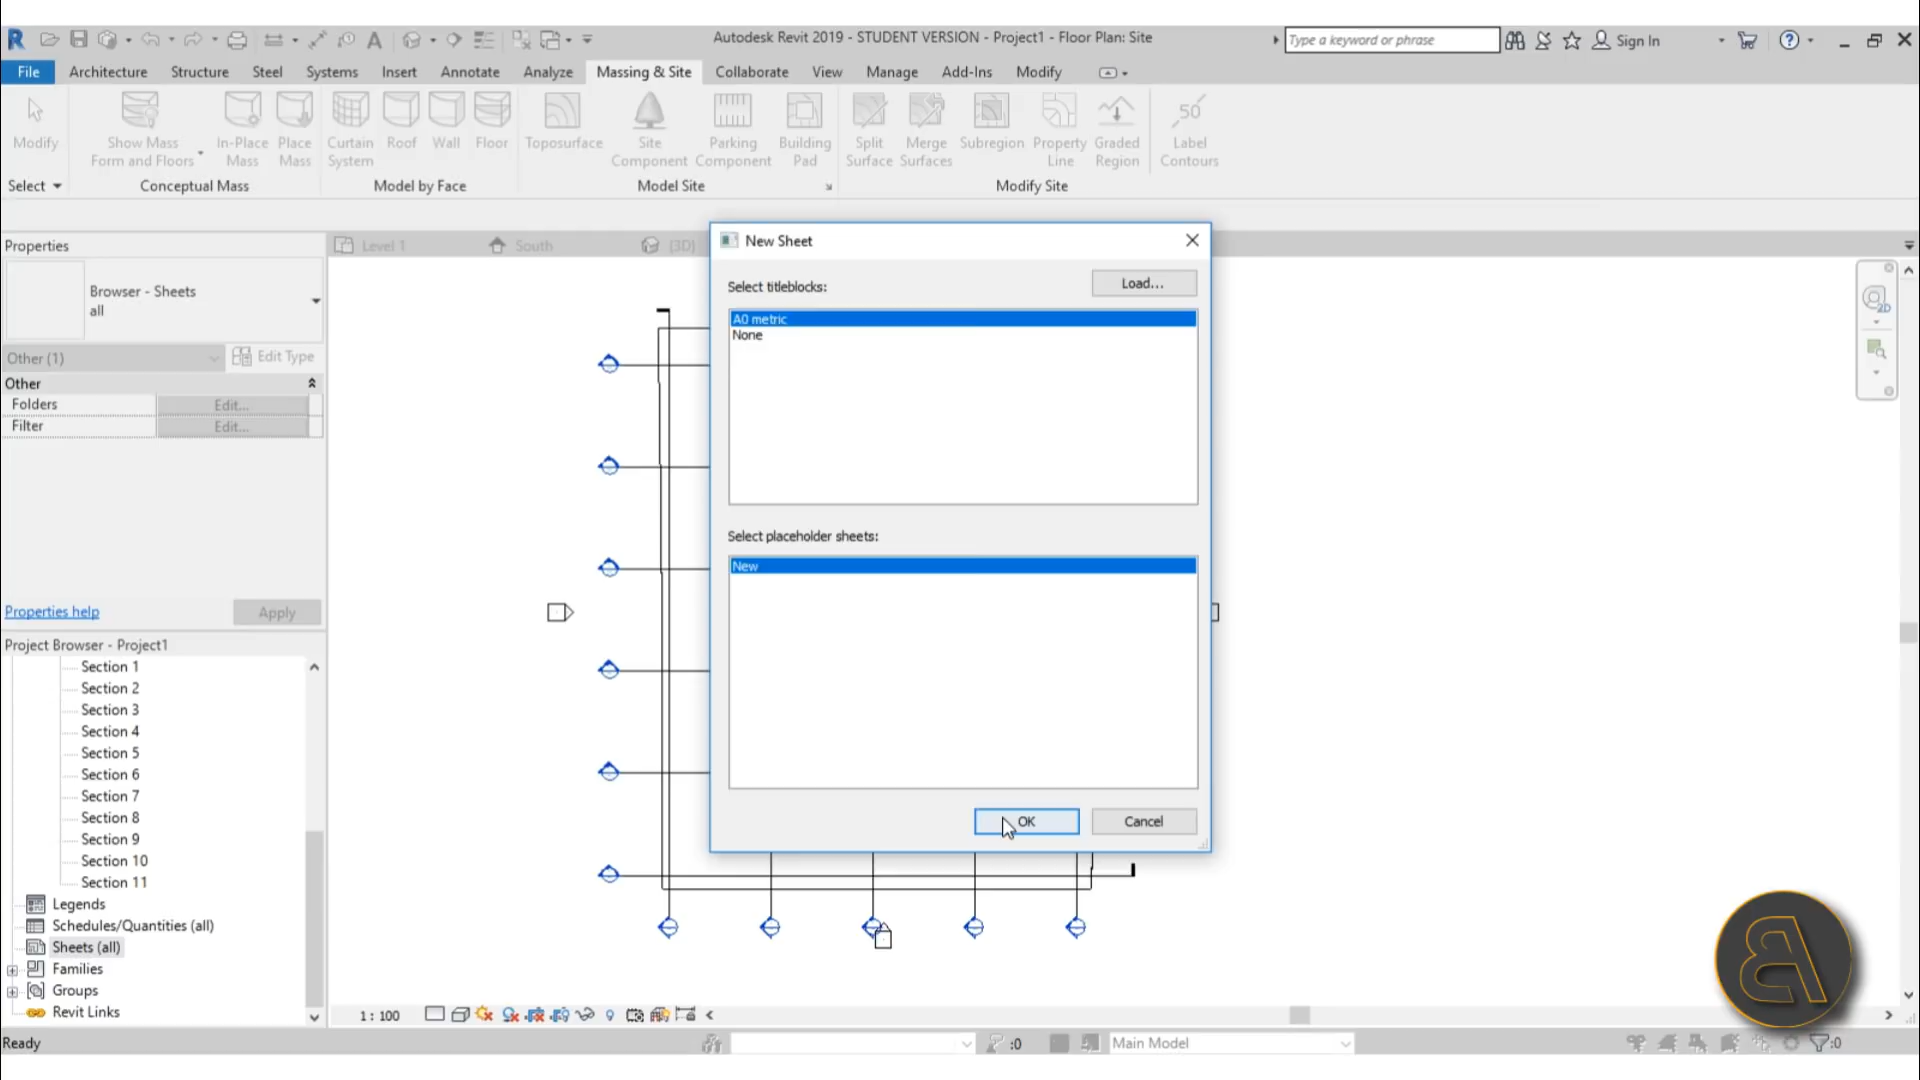 Autodesk Revit 2019 - STUDENT VERSION - Project1 - Floor Plan: Site
Type a keyword or phrase
Sign In
File
Architecture
Structure
Steel
Systems
Insert
Annotate
Analyze
Massing & Site
Collaborate
View
Manage
Add-Ins
Modify
Modify
Show Mass
Form and Floors
In-Place
Mass
Place
Mass
Curtain
System
Roof
Wall
Floor
Toposurface
Site
Component
Parking
Component
Building
Pad
Split
Surface
Merge
Surfaces
Subregion
Property
Line
Graded
Region
50
Label
Contours
Select
Conceptual Mass
Model by Face
Model Site
Modify Site
Properties
Level 1
South
{3D}
Browser - Sheets
all
Other (1)
Edit Type
Other
Folders
Edit...
Filter
Edit...
Properties help
Apply
Project Browser - Project1
Section 1
Section 2
Section 3
Section 4
Section 5
Section 6
Section 7
Section 8
Section 9
Section 10
Section 11
Legends
Schedules/Quantities (all)
Sheets (all)
Families
Groups
Revit Links
New Sheet
Select titleblocks:
Load...
A0 metric
None
Select placeholder sheets:
New
OK
Cancel
2D
1 : 100
Ready
:0
Main Model
:0